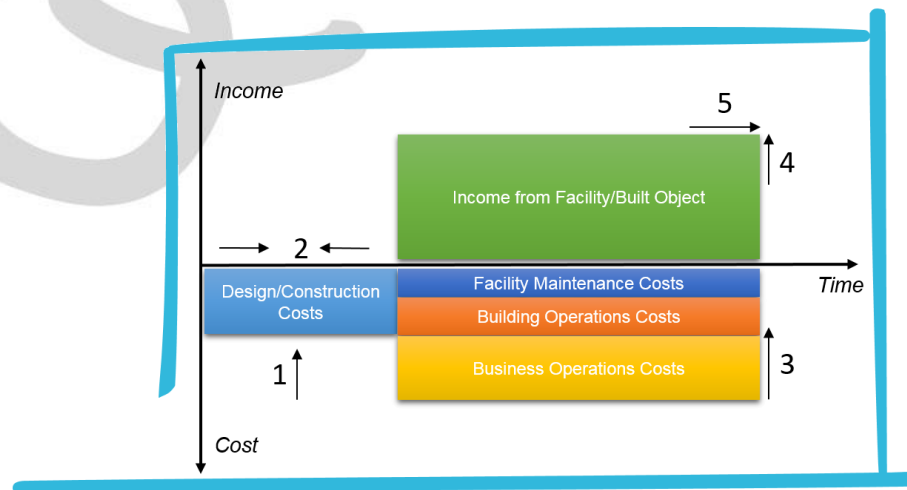 Income
5
4
Income from Facility/Built Object
2
Time
Design/Construction
Costs
Facility Maintenance Costs
Building Operations Costs
Business Operations Costs
1
3
Cost